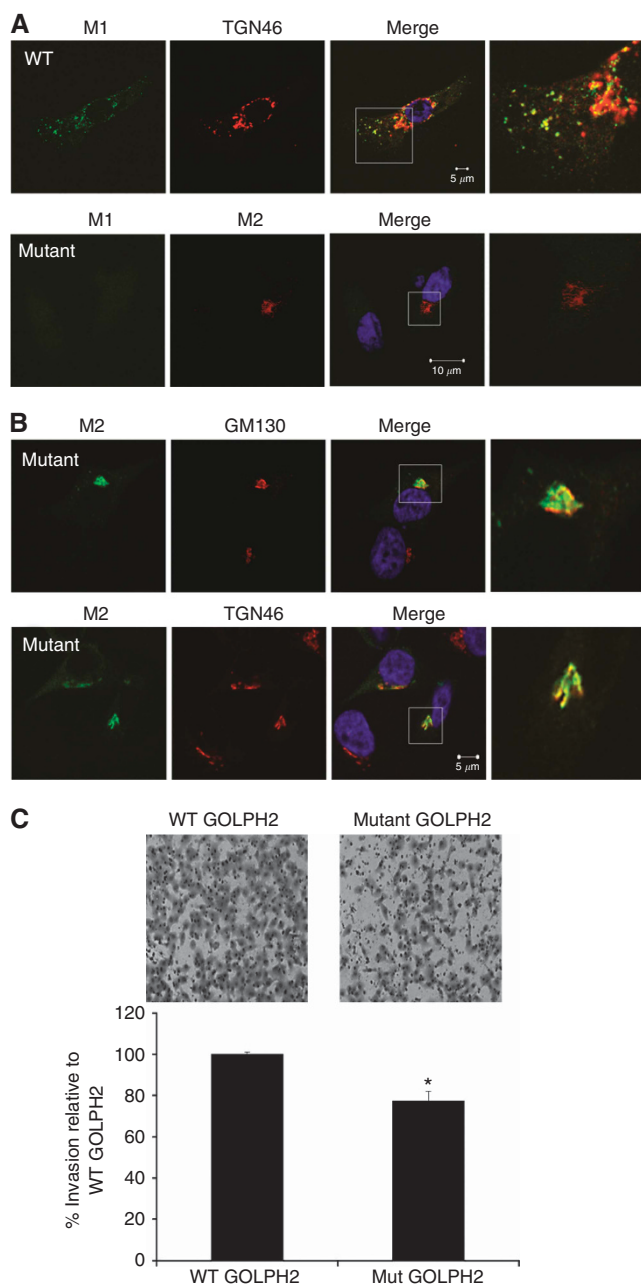 A
M1 TGN46 Merge
WT
5 μm
M1 M2 Merge
Mutant
10 μm
B
M2 GM130 Merge
Mutant
M2 TGN46 Merge
Mutant
5 μm
C
WT GOLPH2 Mutant GOLPH2
% Invasion relative to
WT GOLPH2
120
100
80
60
40
20
0
*
WT GOLPH2 Mut GOLPH2